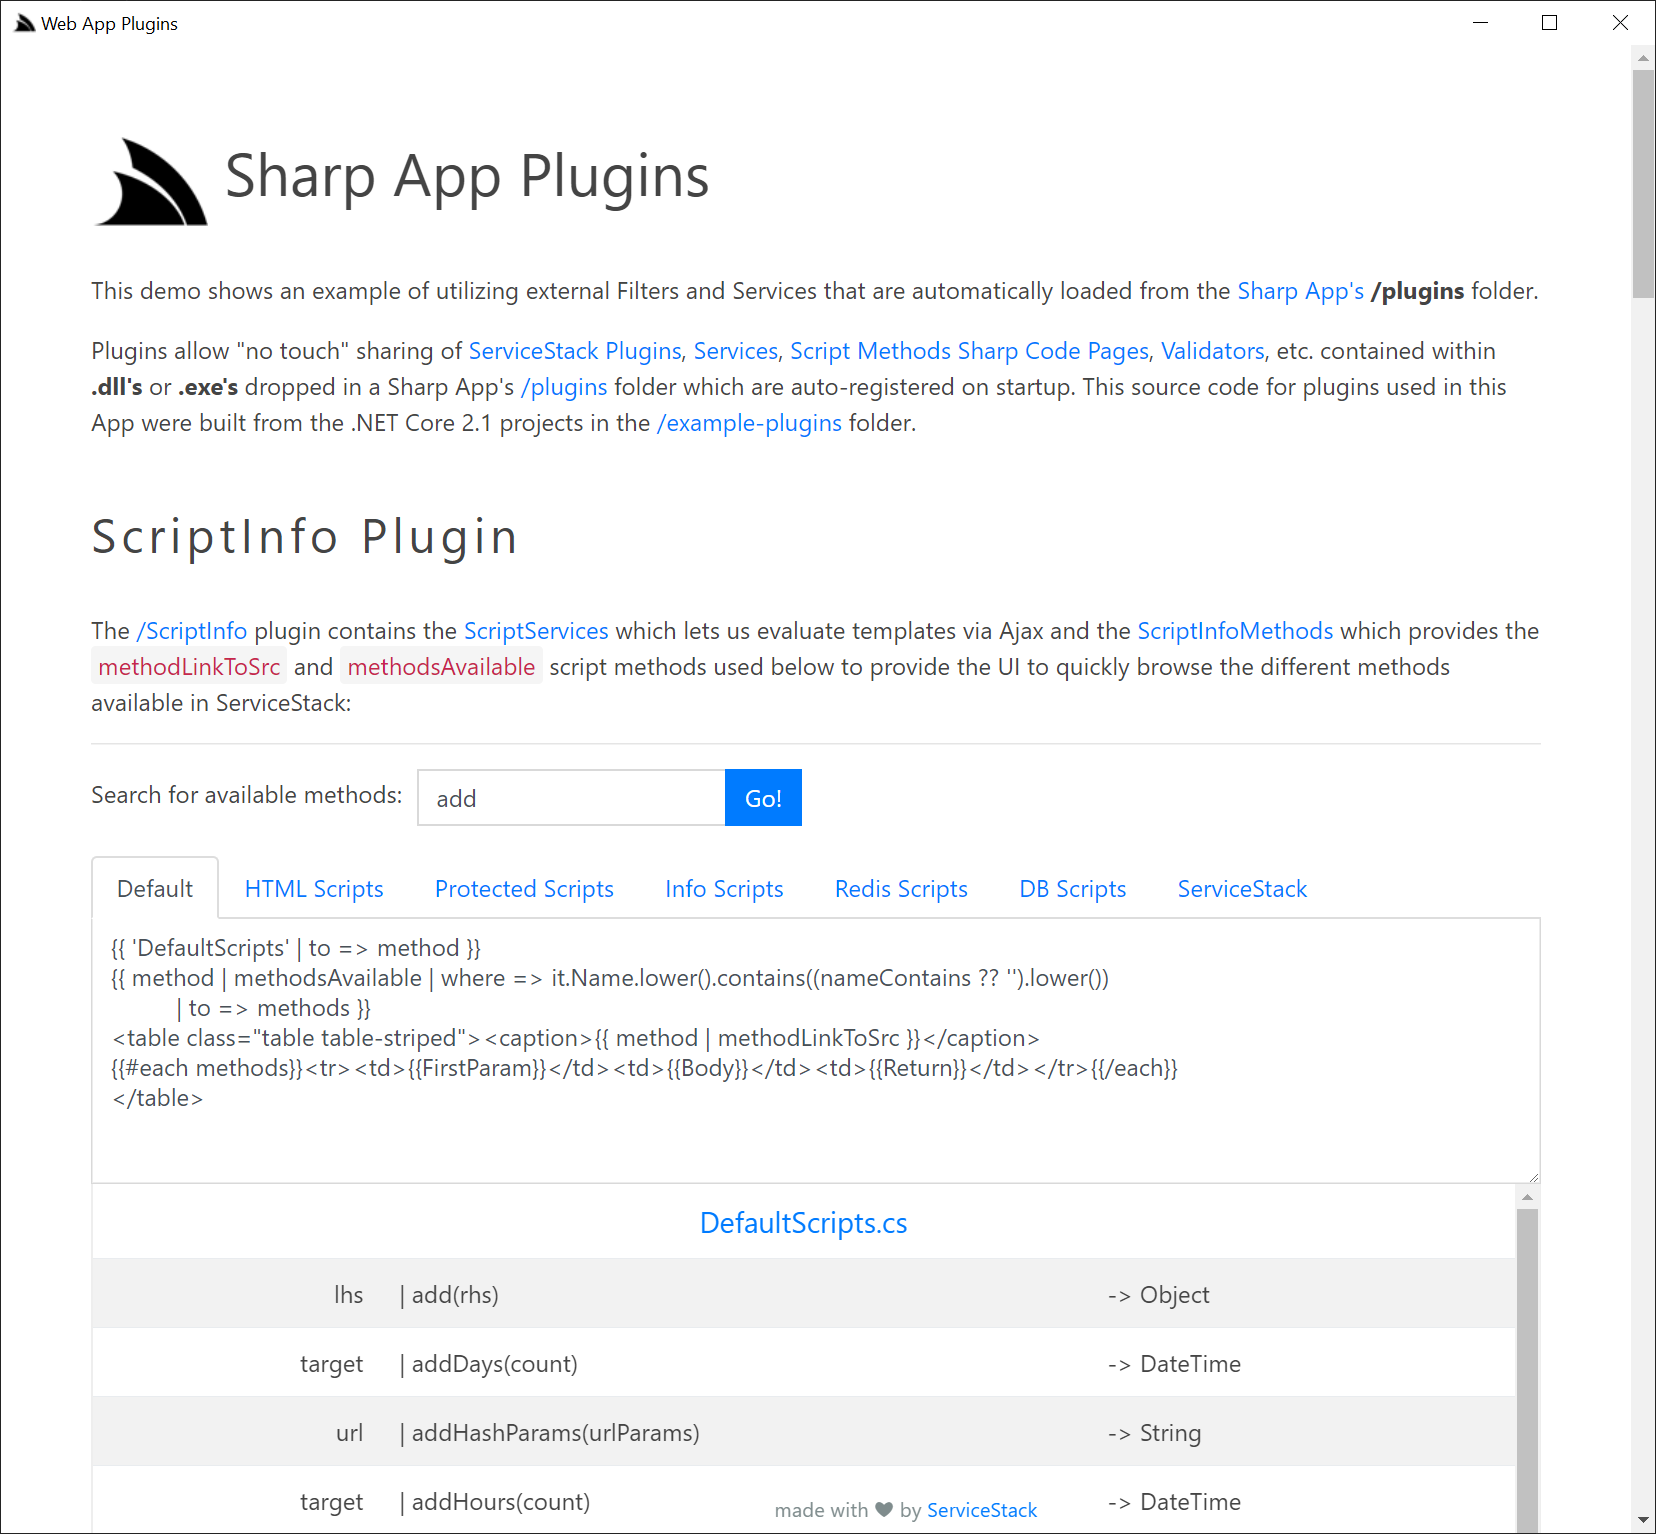 Web App Plugins
Sharp App Plugins
This demo shows an example of utilizing external Filters and Services that are automatically loaded from the Sharp App's /plugins folder.
Plugins allow "no touch" sharing of ServiceStack Plugins, Services, Script Methods Sharp Code Pages, Validators, etc. contained within
.dll's or .exe's dropped in a Sharp App's /plugins folder which are auto-registered on startup. This source code for plugins used in this
App were built from the .NET Core 2.1 projects in the /example-plugins folder.
ScriptInfo Plugin
The /ScriptInfo plugin contains the ScriptServices which lets us evaluate templates via Ajax and the ScriptInfoMethods which provides the
methodLinkToSrc and methodsAvailable script methods used below to provide the UI to quickly browse the different methods
available in ServiceStack:
Search for available methods: add Go!
Default HTML Scripts Protected Scripts Info Scripts Redis Scripts DB Scripts ServiceStack
{{ 'DefaultScripts' | to => method }}
{{ method | methodsAvailable | where => it.Name.lower().contains((nameContains ?? '').lower())
| to => methods }}
<table class="table table-striped"><caption>{{ method | methodLinkToSrc }}</caption>
{{#each methods}}<tr><td>{{FirstParam}}</td><td>{{Body}}</td><td>{{Return}}</td></tr>{{/each}}
</table>
DefaultScripts.cs
lhs | add(rhs) -> Object
target | addDays(count) -> DateTime
url | addHashParams(urlParams) -> String
target | addHours(count) -> DateTime
made with ♥ by ServiceStack